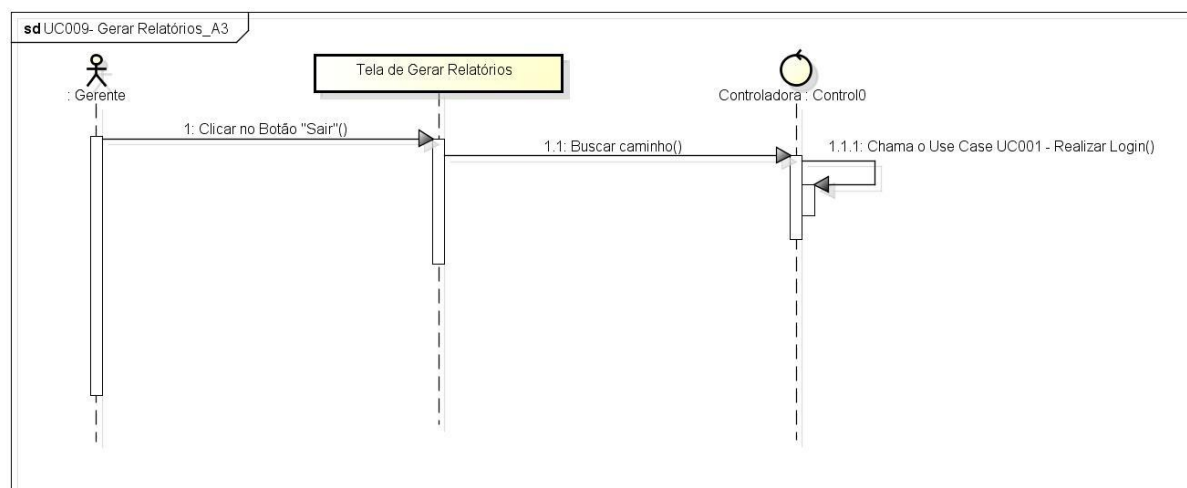 sd UC009- Gerar Relatórios_A3
: Gerente
Tela de Gerar Relatórios
Controladora : Control0
1: Clicar no Botão "Sair"()
1.1: Buscar caminho()
1.1.1: Chama o Use Case UC001 - Realizar Login()